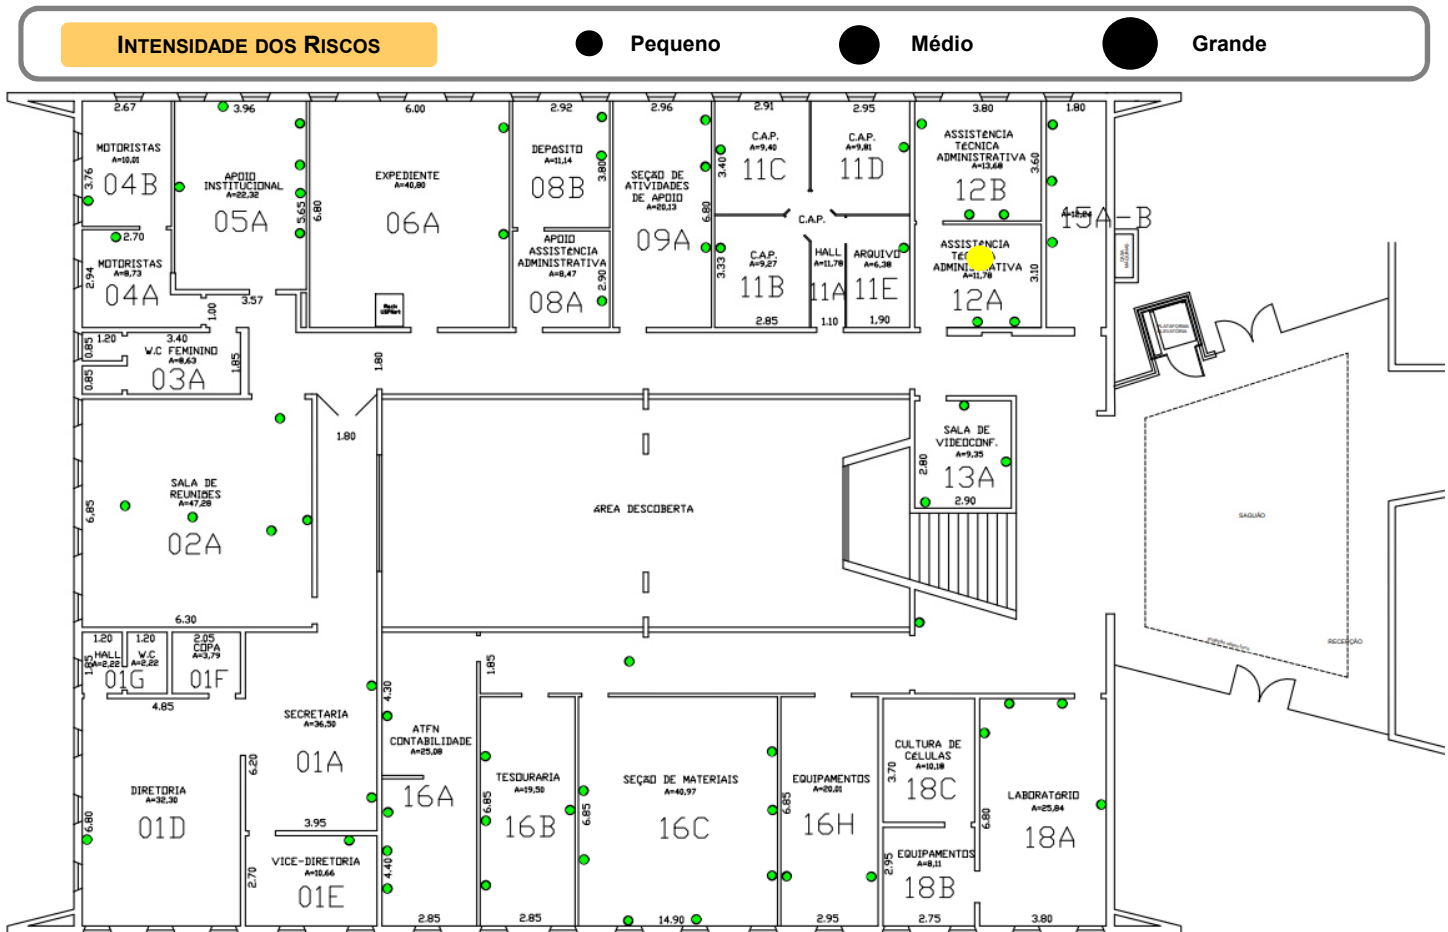 INTENSIDADE DOS RISCOS
Pequeno
Médio
Grande
2.67
3.96
6.00
2.92
2.96
2.91
2.95
3.80
1.80
MOTORISTAS
A=10,01
04B
3.76
APOIO
INSTITUCIONAL
A=22,32
05A
5.65
6.80
EXPEDIENTE
A=40,80
06A
DEPóSITO
A=11,14
08B
3.80
SEÇÃO DE
ATIVIDADES
DE APOIO
A=20,13
09A
6.80
C.A.P.
A=9,40
11C
3.40
C.A.P.
A=9,81
11D
ASSISTêNCIA
TéCNICA
ADMINISTRATIVA
A=13,68
12B
3.60
15A-B
2.70
MOTORISTAS
A=8,73
04A
2.94
3.57
1.00
APOIO
ASSISTêNCIA
ADMINISTRATIVA
A=8,47
08A
2.90
C.A.P.
C.A.P.
A=9,27
11B
3.33
2.85
HALL
A=11,78
11A
1.10
ARQUIVO
A=6,38
11E
1,90
ASSISTêNCIA
A=11,78
12A
3.10
PLATAFORMA
1.20
3.40
0.85
0.85
W.C FEMININO
A=8,63
03A
1.85
1.80
1.80
SALA DE
REUNIõES
A=47,28
02A
6,85
6.30
ÁREA DESCOBERTA
SALA DE
VIDEOCONF.
A=9,35
13A
2.80
2.90
SAGUÃO
RECEPÇÃO
1.20
1.20
2.05
HALL
A=2,22
01G
1.85
W.C
A=2,22
COPA
A=3,79
01F
4.85
SECRETARIA
A=36,50
01A
6.20
3.95
DIRETORIA
A=32,30
01D
6.80
VICE-DIRETORIA
A=10,66
01E
2.70
4.30
1.85
ATFN
CONTABILIDADE
A=25,08
16A
4.40
2.85
TESOURARIA
A=19,50
16B
6.85
2.85
SEÇÃO DE MATERIAIS
A=40,97
16C
6.85
14.90
EQUIPAMENTOS
A=20,01
16H
6.85
2.95
CULTURA DE
CéLULAS
A=10,18
18C
3.70
EQUIPAMENTOS
A=8,11
18B
2.95
2.75
LABORATóRIO
A=25,84
18A
6.80
3.80